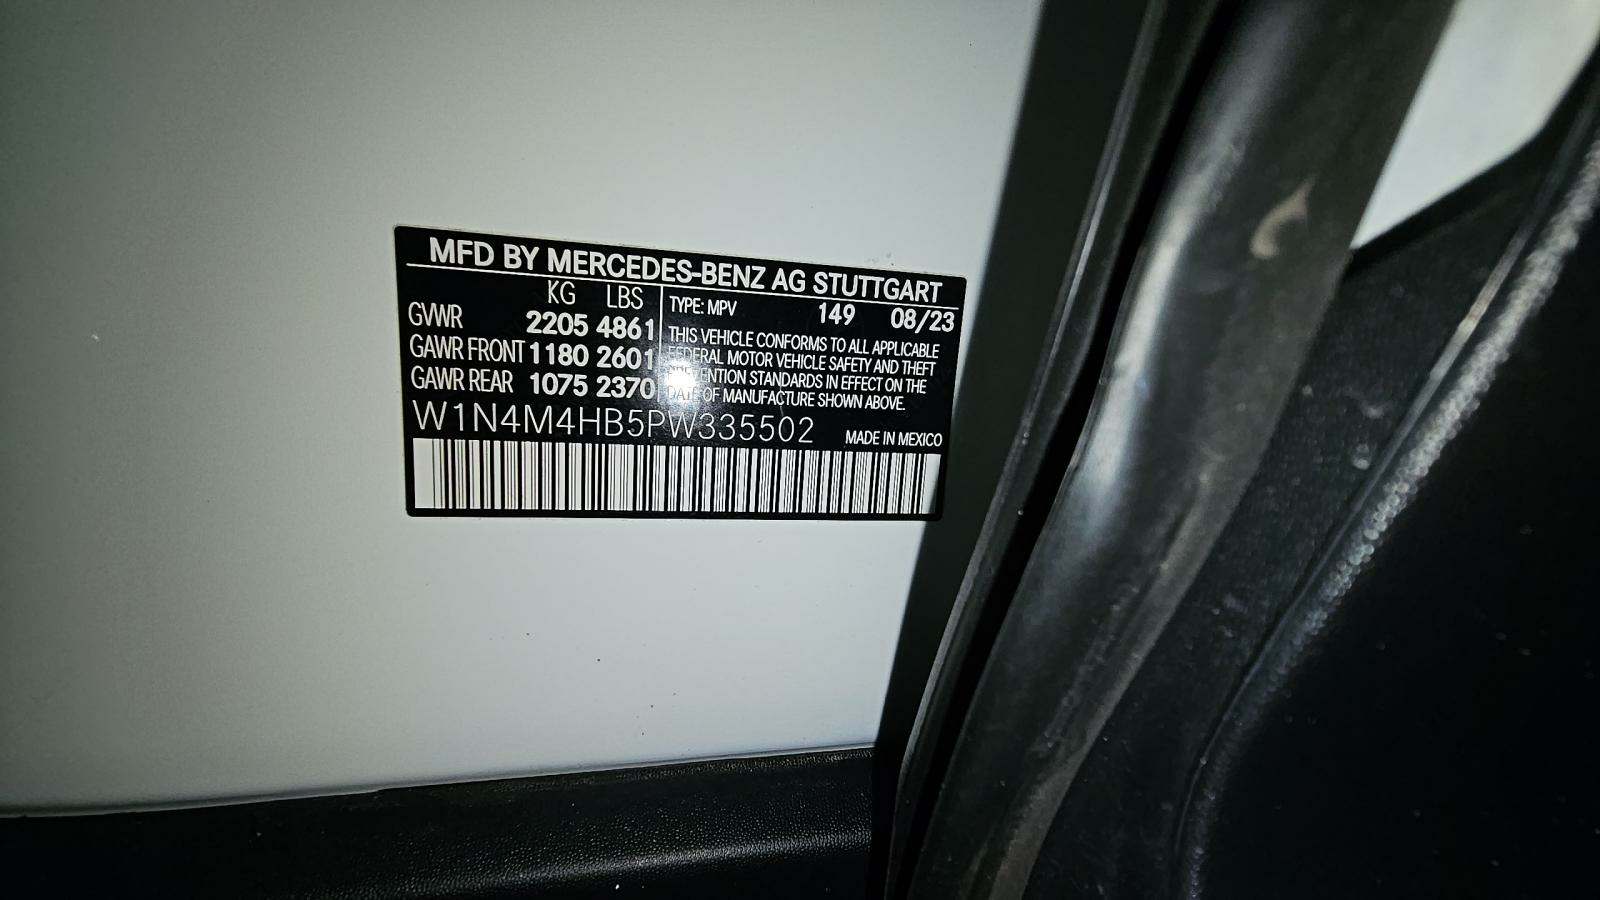 MFD BY MERCEDES-BENZ AG STUTTGART
KG LBS
GVWR 2205 4861
GAWR FRONT 1180 2601
GAWR REAR 1075 2370
TYPE: MPV 149 08/23
THIS VEHICLE CONFORMS TO ALL APPLICABLE
FEDERAL MOTOR VEHICLE SAFETY AND THEFT
PREVENTION STANDARDS IN EFFECT ON THE
DATE OF MANUFACTURE SHOWN ABOVE.
W1N4M4HB5PW335502
MADE IN MEXICO